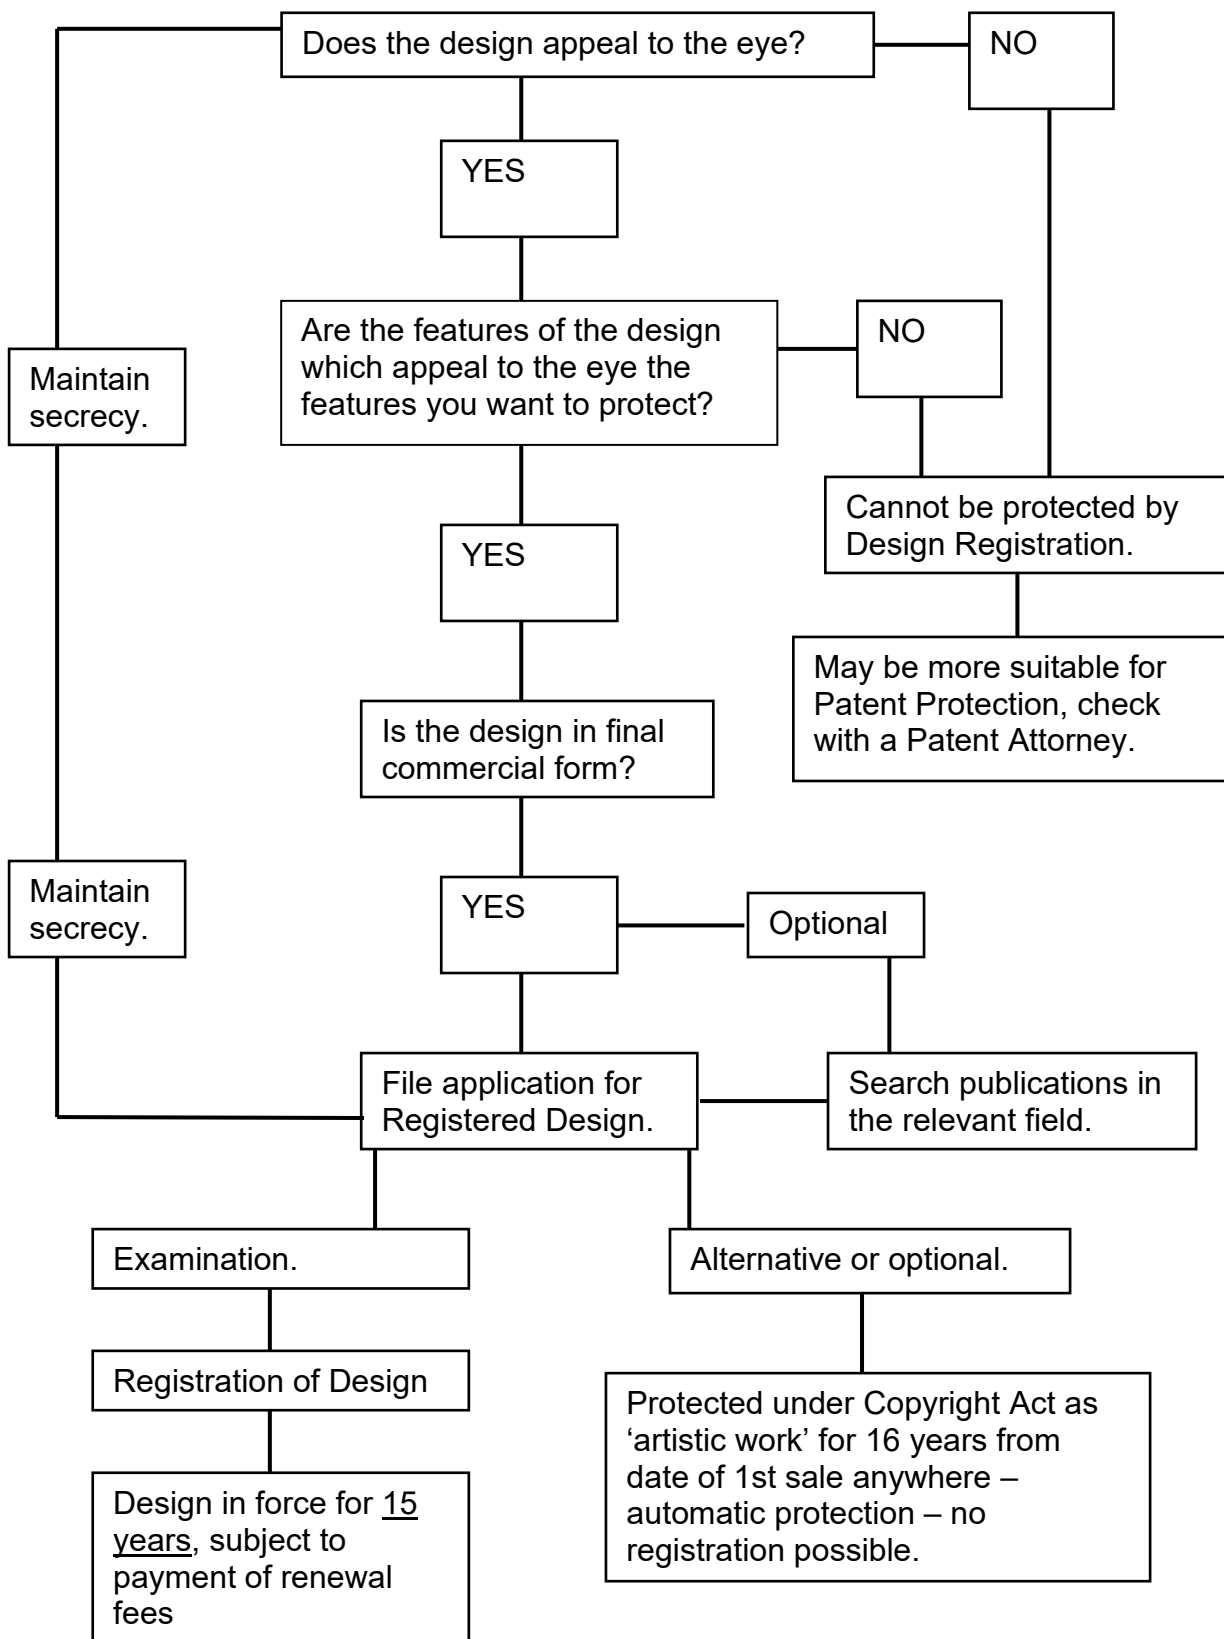 Does the design appeal to the eye?
NO
YES
Are the features of the design
which appeal to the eye the
features you want to protect?
NO
Maintain
secrecy.
Cannot be protected by
Design Registration.
YES
May be more suitable for
Patent Protection, check
with a Patent Attorney.
Is the design in final
commercial form?
Maintain
secrecy.
YES
Optional
File application for
Registered Design.
Search publications in
the relevant field.
Examination.
Alternative or optional.
Registration of Design
Protected under Copyright Act as
‘artistic work’ for 16 years from
date of 1st sale anywhere –
automatic protection – no
registration possible.
Design in force for 15
years, subject to
payment of renewal
fees